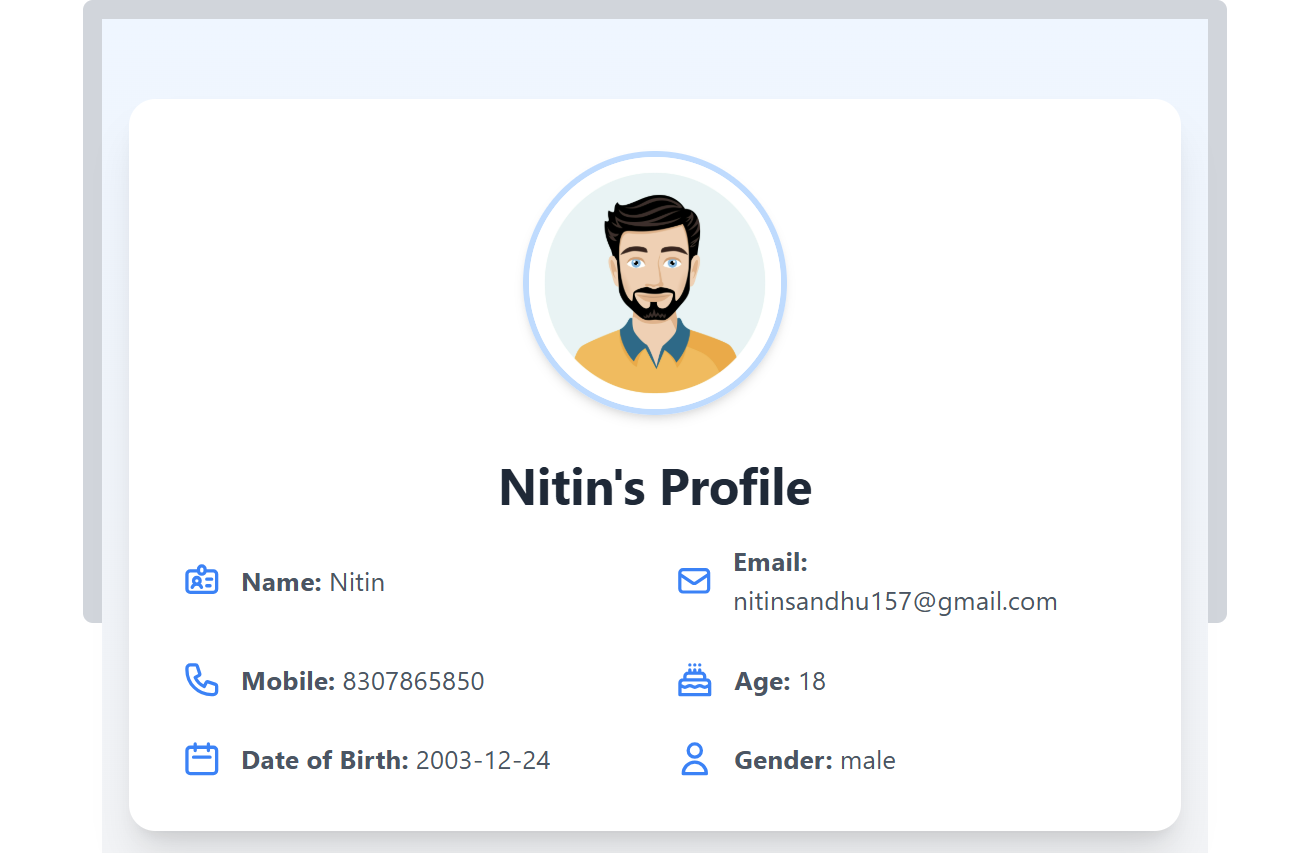 Nitin's Profile
Name: Nitin
Email:
nitinsandhu157@gmail.com
Mobile: 8307865850
Age: 18
Date of Birth: 2003-12-24
Gender: male